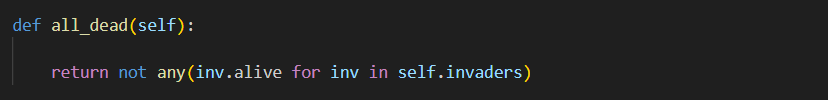 def all_dead(self):
return not any(inv.alive for inv in self.invaders)